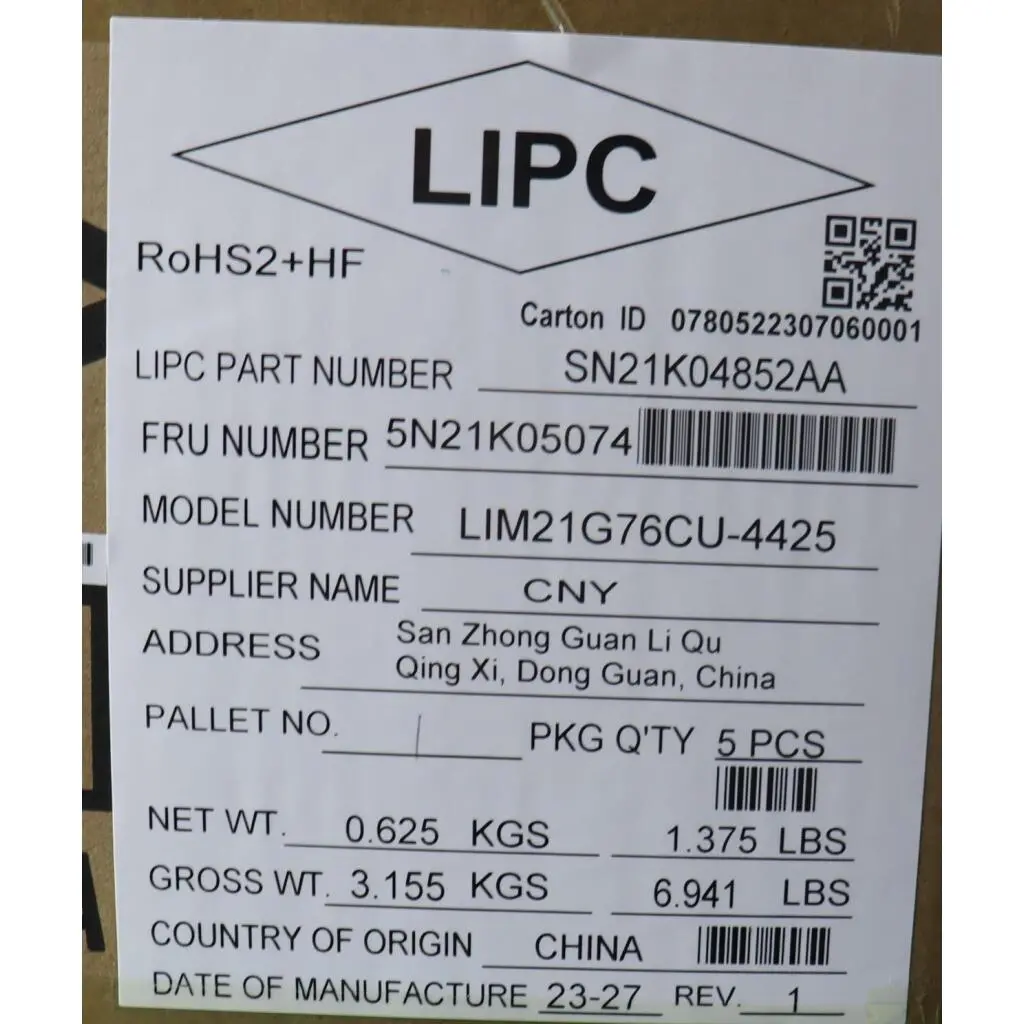 LIPC
RoHS2+HF
Carton ID 0780522307060001
LIPC PART NUMBER SN21K04852AA
FRU NUMBER 5N21K05074
MODEL NUMBER LIM21G76CU-4425
SUPPLIER NAME CNY
ADDRESS San Zhong Guan Li Qu
Qing Xi, Dong Guan, China
PALLET NO. PKG Q'TY 5 PCS
NET WT. 0.625 KGS 1.375 LBS
GROSS WT. 3.155 KGS 6.941 LBS
COUNTRY OF ORIGIN CHINA
DATE OF MANUFACTURE 23-27 REV. 1